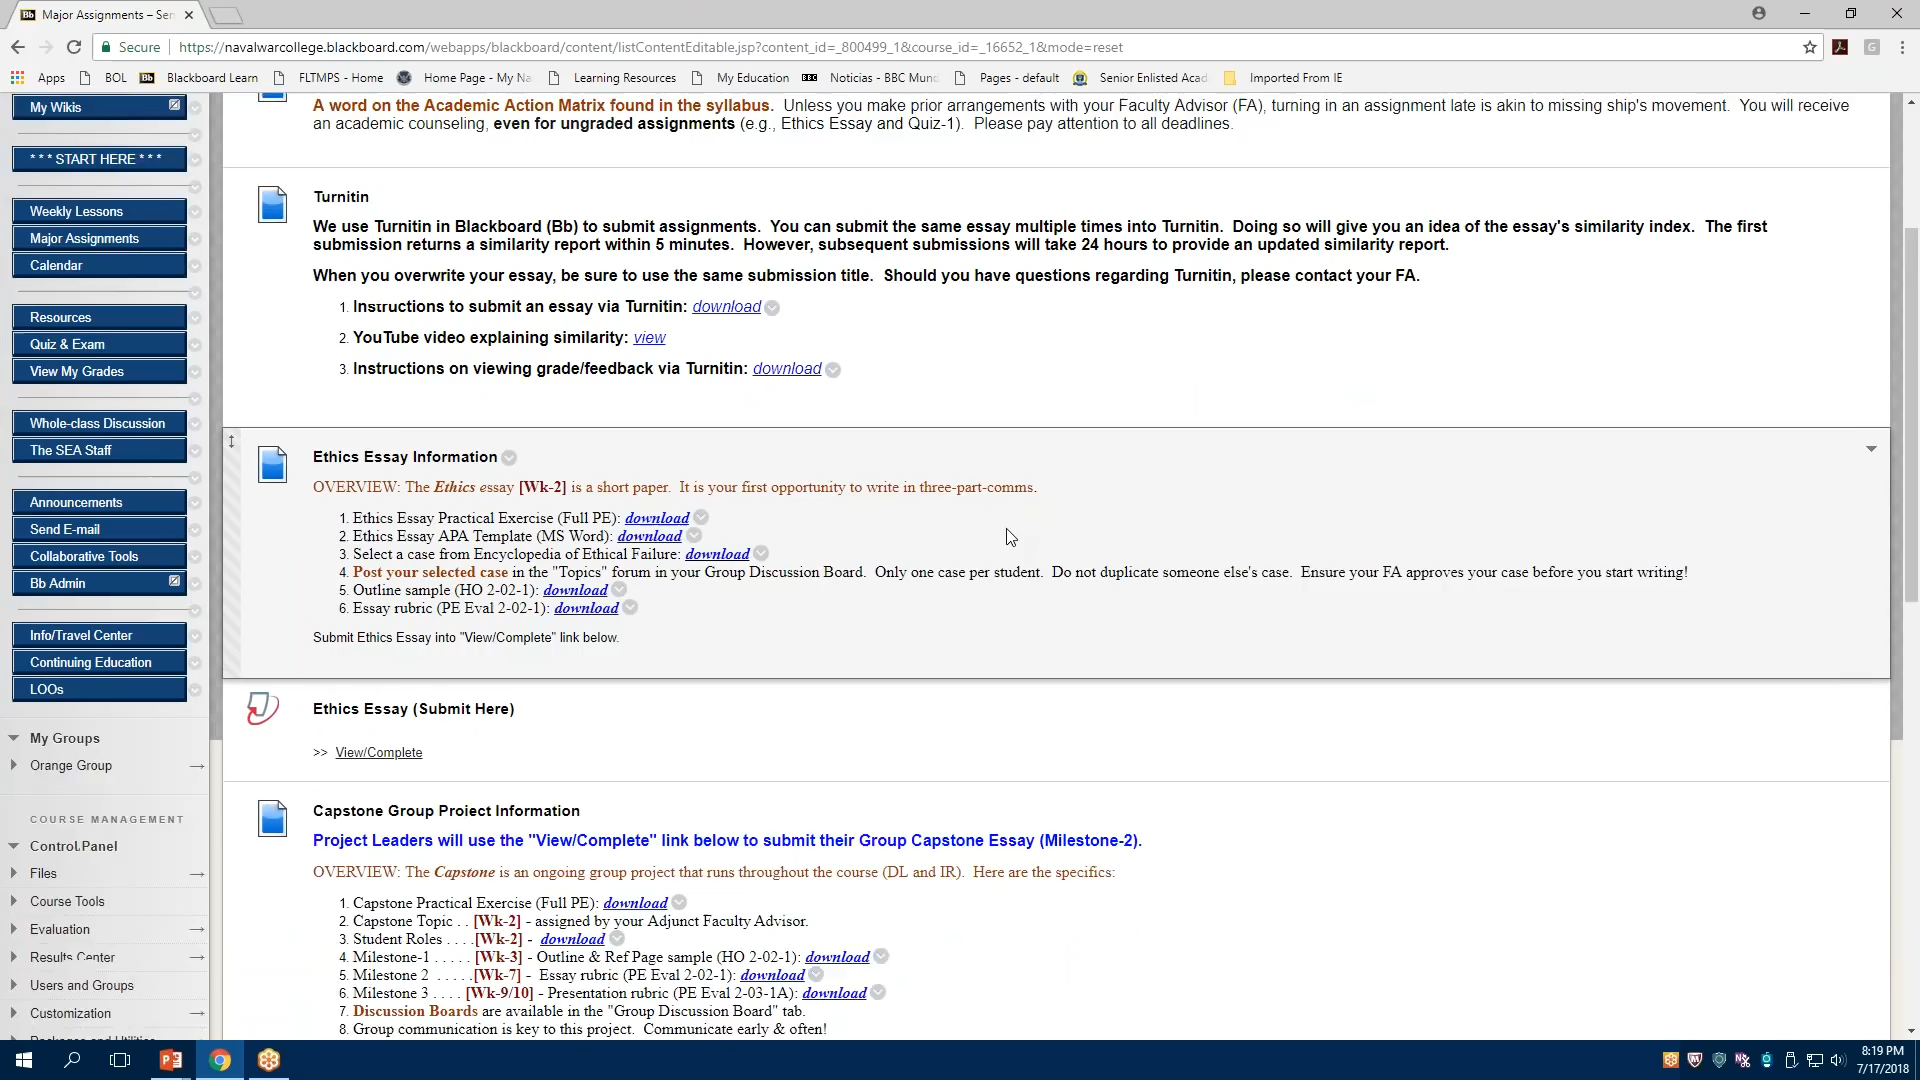 Major Assignments – Sen
Secure
https://navalwarcollege.blackboard.com/webapps/blackboard/content/listContentEditable.jsp?content_id=_800499_1&course_id=_16652_1&mode=reset
Apps
BOL
Blackboard Learn
FLTMPS - Home
Home Page - My Na
Learning Resources
My Education
Noticias - BBC Mund
Pages - default
Senior Enlisted Acad
Imported From IE
My Wikis
* * * START HERE * * *
Weekly Lessons
Major Assignments
Calendar
Resources
Quiz & Exam
View My Grades
Whole-class Discussion
The SEA Staff
Announcements
Send E-mail
Collaborative Tools
Bb Admin
Info/Travel Center
Continuing Education
LOOs
My Groups
Orange Group
COURSE MANAGEMENT
Control Panel
Files
Course Tools
Evaluation
Results Center
Users and Groups
Customization
Packages and Utilities
A word on the Academic Action Matrix found in the syllabus. Unless you make prior arrangements with your Faculty Advisor (FA), turning in an assignment late is akin to missing ship's movement. You will receive
an academic counseling, even for ungraded assignments (e.g., Ethics Essay and Quiz-1). Please pay attention to all deadlines.
Turnitin
We use Turnitin in Blackboard (Bb) to submit assignments. You can submit the same essay multiple times into Turnitin. Doing so will give you an idea of the essay's similarity index. The first
submission returns a similarity report within 5 minutes. However, subsequent submissions will take 24 hours to provide an updated similarity report.
When you overwrite your essay, be sure to use the same submission title. Should you have questions regarding Turnitin, please contact your FA.
1. Instructions to submit an essay via Turnitin: download
2. YouTube video explaining similarity: view
3. Instructions on viewing grade/feedback via Turnitin: download
Ethics Essay Information
OVERVIEW: The Ethics essay [Wk-2] is a short paper. It is your first opportunity to write in three-part-comms.
1. Ethics Essay Practical Exercise (Full PE): download
2. Ethics Essay APA Template (MS Word): download
3. Select a case from Encyclopedia of Ethical Failure: download
4. Post your selected case in the "Topics" forum in your Group Discussion Board. Only one case per student. Do not duplicate someone else's case. Ensure your FA approves your case before you start writing!
5. Outline sample (HO 2-02-1): download
6. Essay rubric (PE Eval 2-02-1): download
Submit Ethics Essay into "View/Complete" link below.
Ethics Essay (Submit Here)
>> View/Complete
Capstone Group Project Information
Project Leaders will use the "View/Complete" link below to submit their Group Capstone Essay (Milestone-2).
OVERVIEW: The Capstone is an ongoing group project that runs throughout the course (DL and IR). Here are the specifics:
1. Capstone Practical Exercise (Full PE): download
2. Capstone Topic . . [Wk-2] - assigned by your Adjunct Faculty Advisor.
3. Student Roles . . . .[Wk-2] - download
4. Milestone-1 . . . . . [Wk-3] - Outline & Ref Page sample (HO 2-02-1): download
5. Milestone 2 . . . . .[Wk-7] - Essay rubric (PE Eval 2-02-1): download
6. Milestone 3 . . . . [Wk-9/10] - Presentation rubric (PE Eval 2-03-1A): download
7. Discussion Boards are available in the "Group Discussion Board" tab.
8. Group communication is key to this project. Communicate early & often!
8:19 PM
7/17/2018